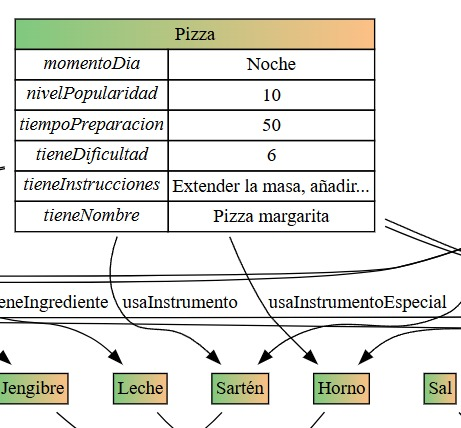 Pizza
momentoDia Noche
nivelPopularidad 10
tiempoPreparacion 50
tieneDificultad 6
tieneInstrucciones Extender la masa, añadir...
tieneNombre Pizza margarita
eneIngrediente usaInstrumento usaInstrumentoEspecial
Jengibre Leche Sartén Horno Sal